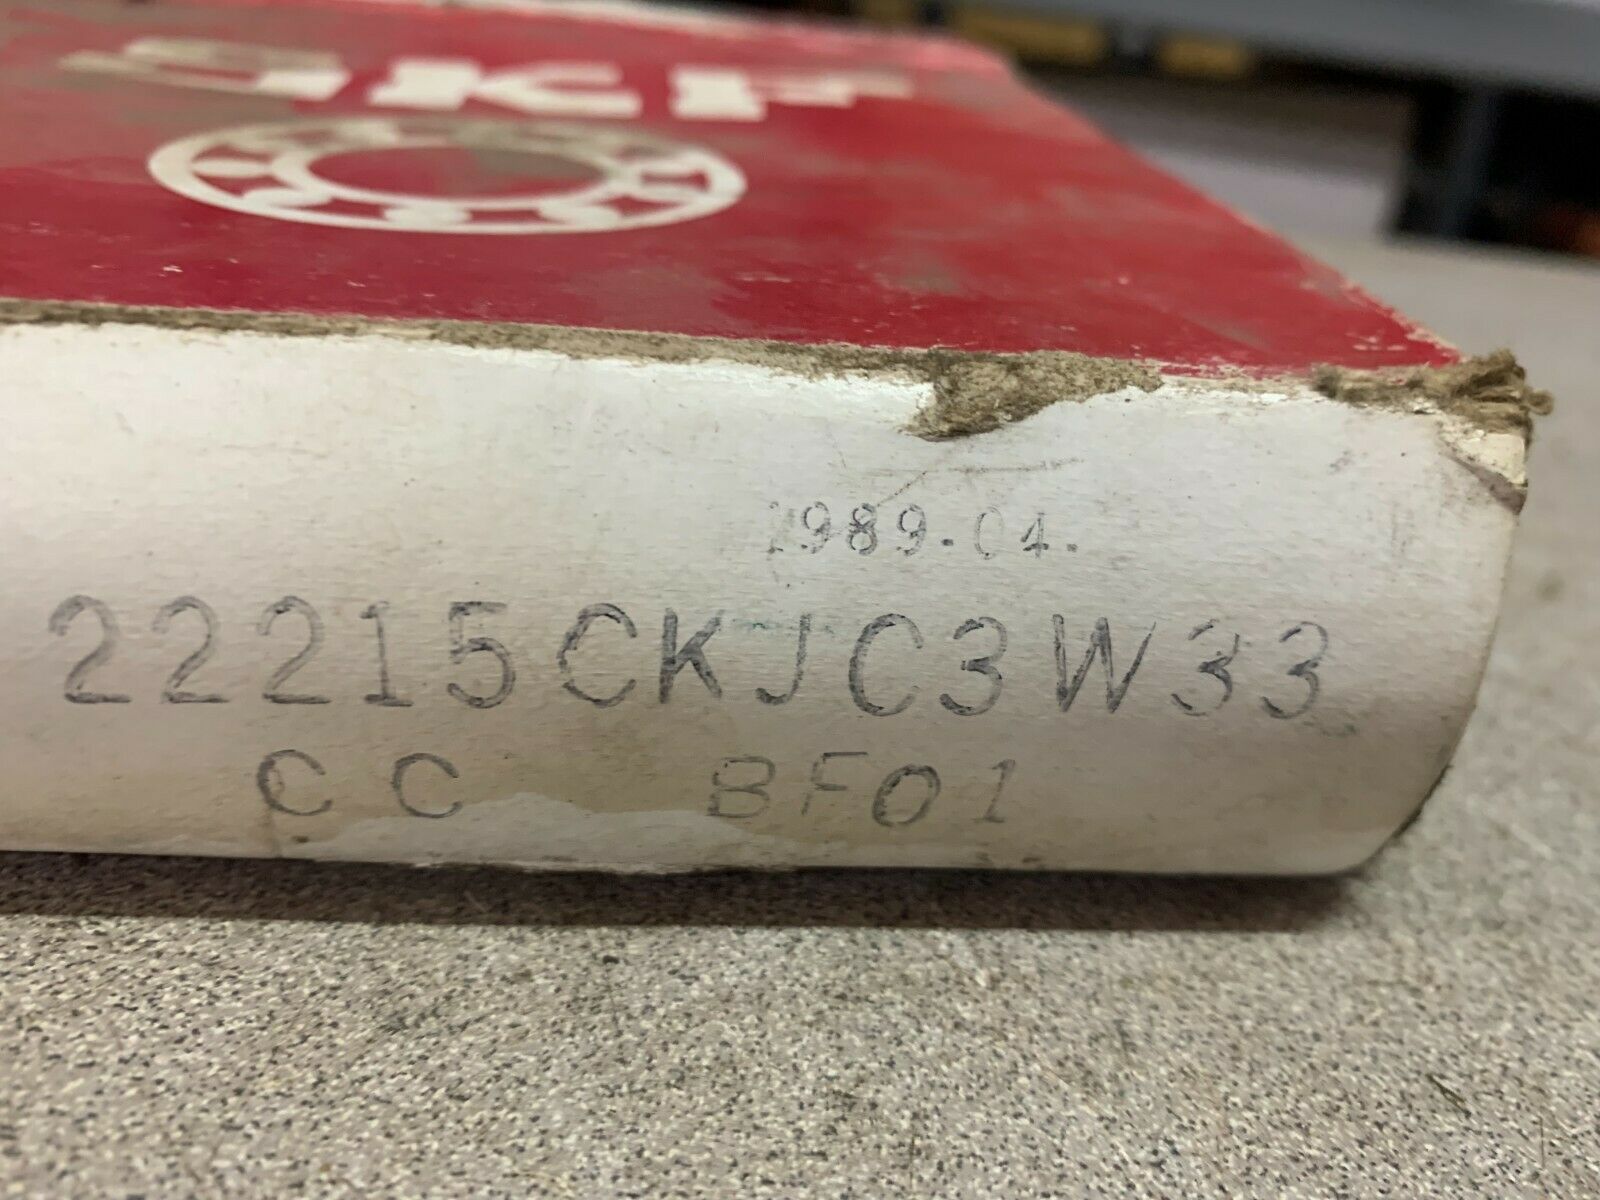 SKF
1989.04.
22215CKJC3W33
CC BF01